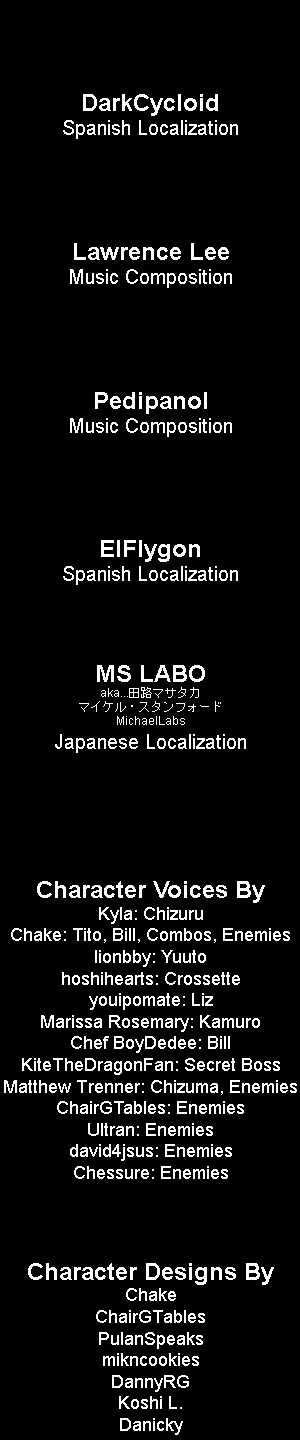 DarkCycloid
Spanish Localization
Lawrence Lee
Music Composition
Pedipanol
Music Composition
ElFlygon
Spanish Localization
MS LABO
aka...田路マサタカ
マイケル・スタンフォード
MichaelLabs
Japanese Localization
Character Voices By
Kyla: Chizuru
Chake: Tito, Bill, Combos, Enemies
lionbby: Yuuto
hoshihearts: Crossette
youipomate: Liz
Marissa Rosemary: Kamuro
Chef BoyDedee: Bill
KiteTheDragonFan: Secret Boss
Matthew Trenner: Chizuma, Enemies
ChairGTables: Enemies
Ultran: Enemies
david4jsus: Enemies
Chessure: Enemies
Character Designs By
Chake
ChairGTables
PulanSpeaks
mikncookies
DannyRG
Koshi L.
Danicky